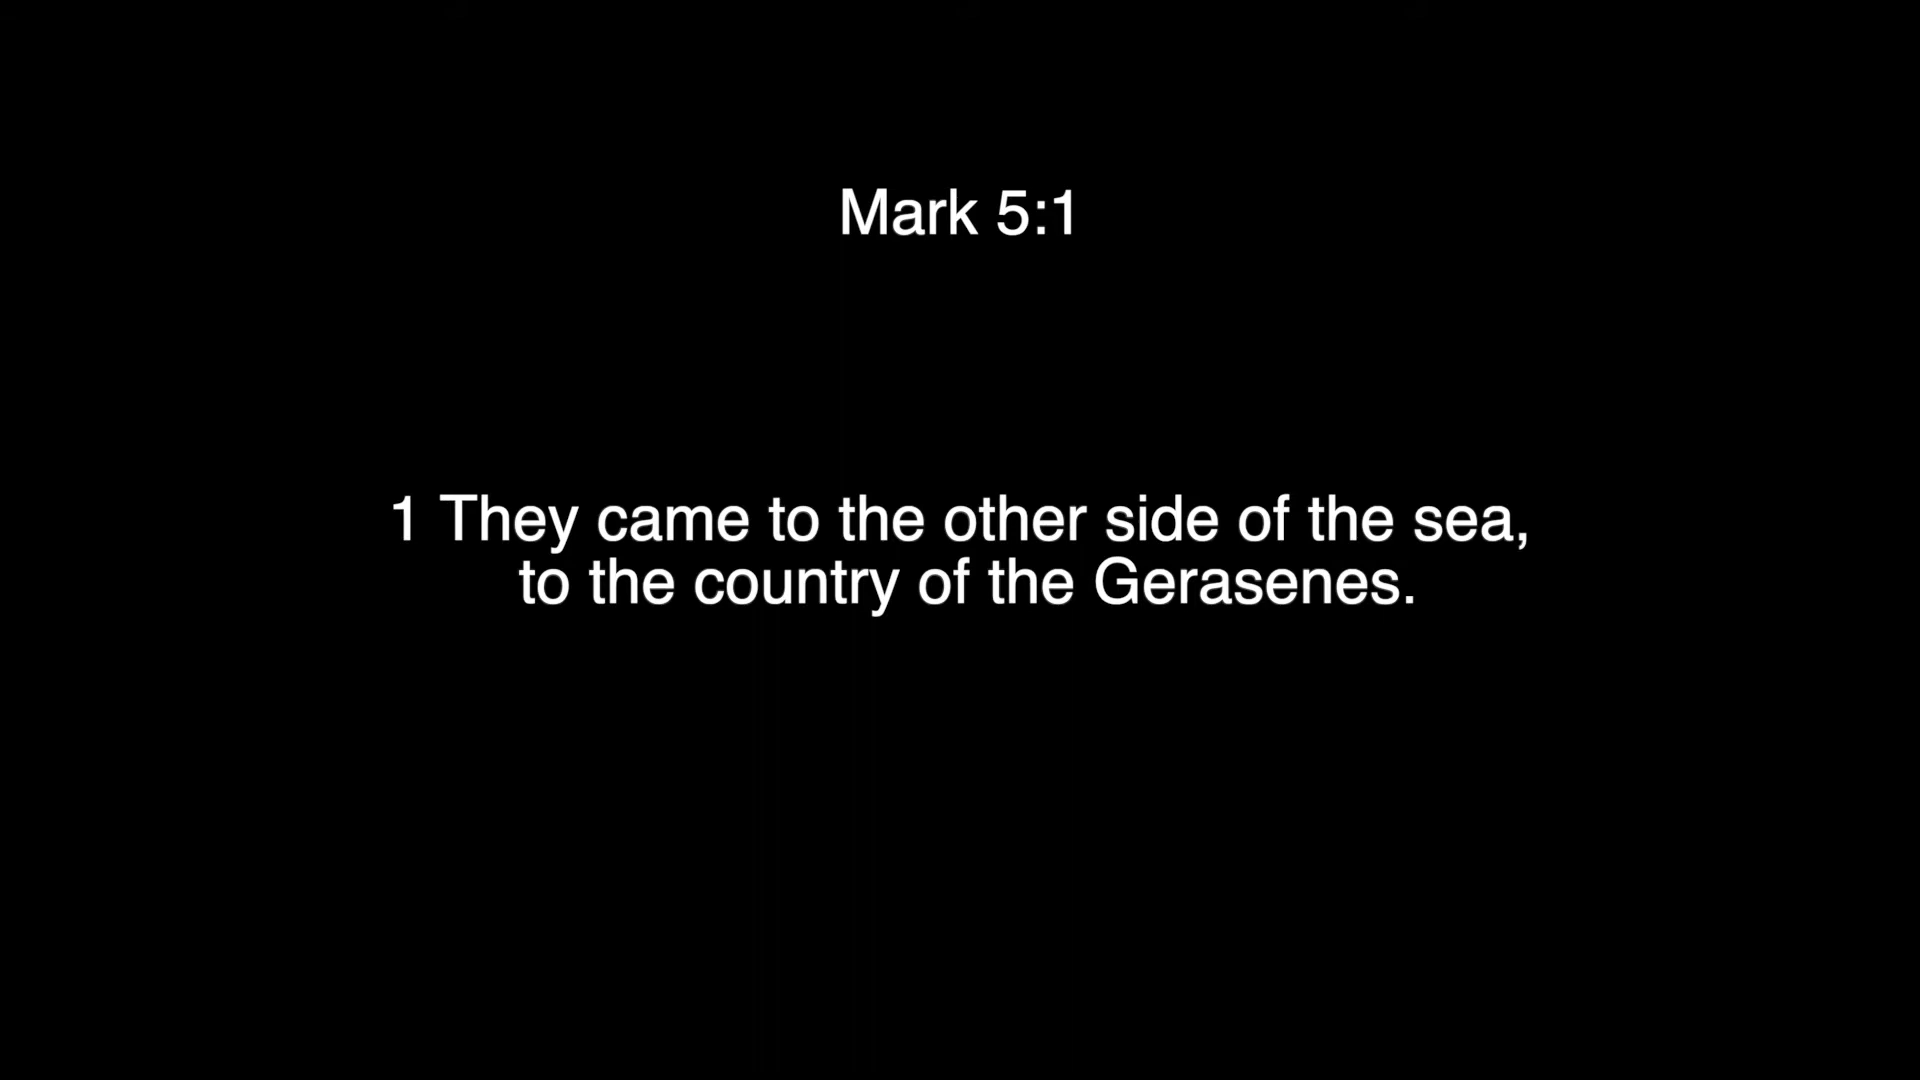 Mark 5:1
1 They came to the other side of the sea,
to the country of the Gerasenes.